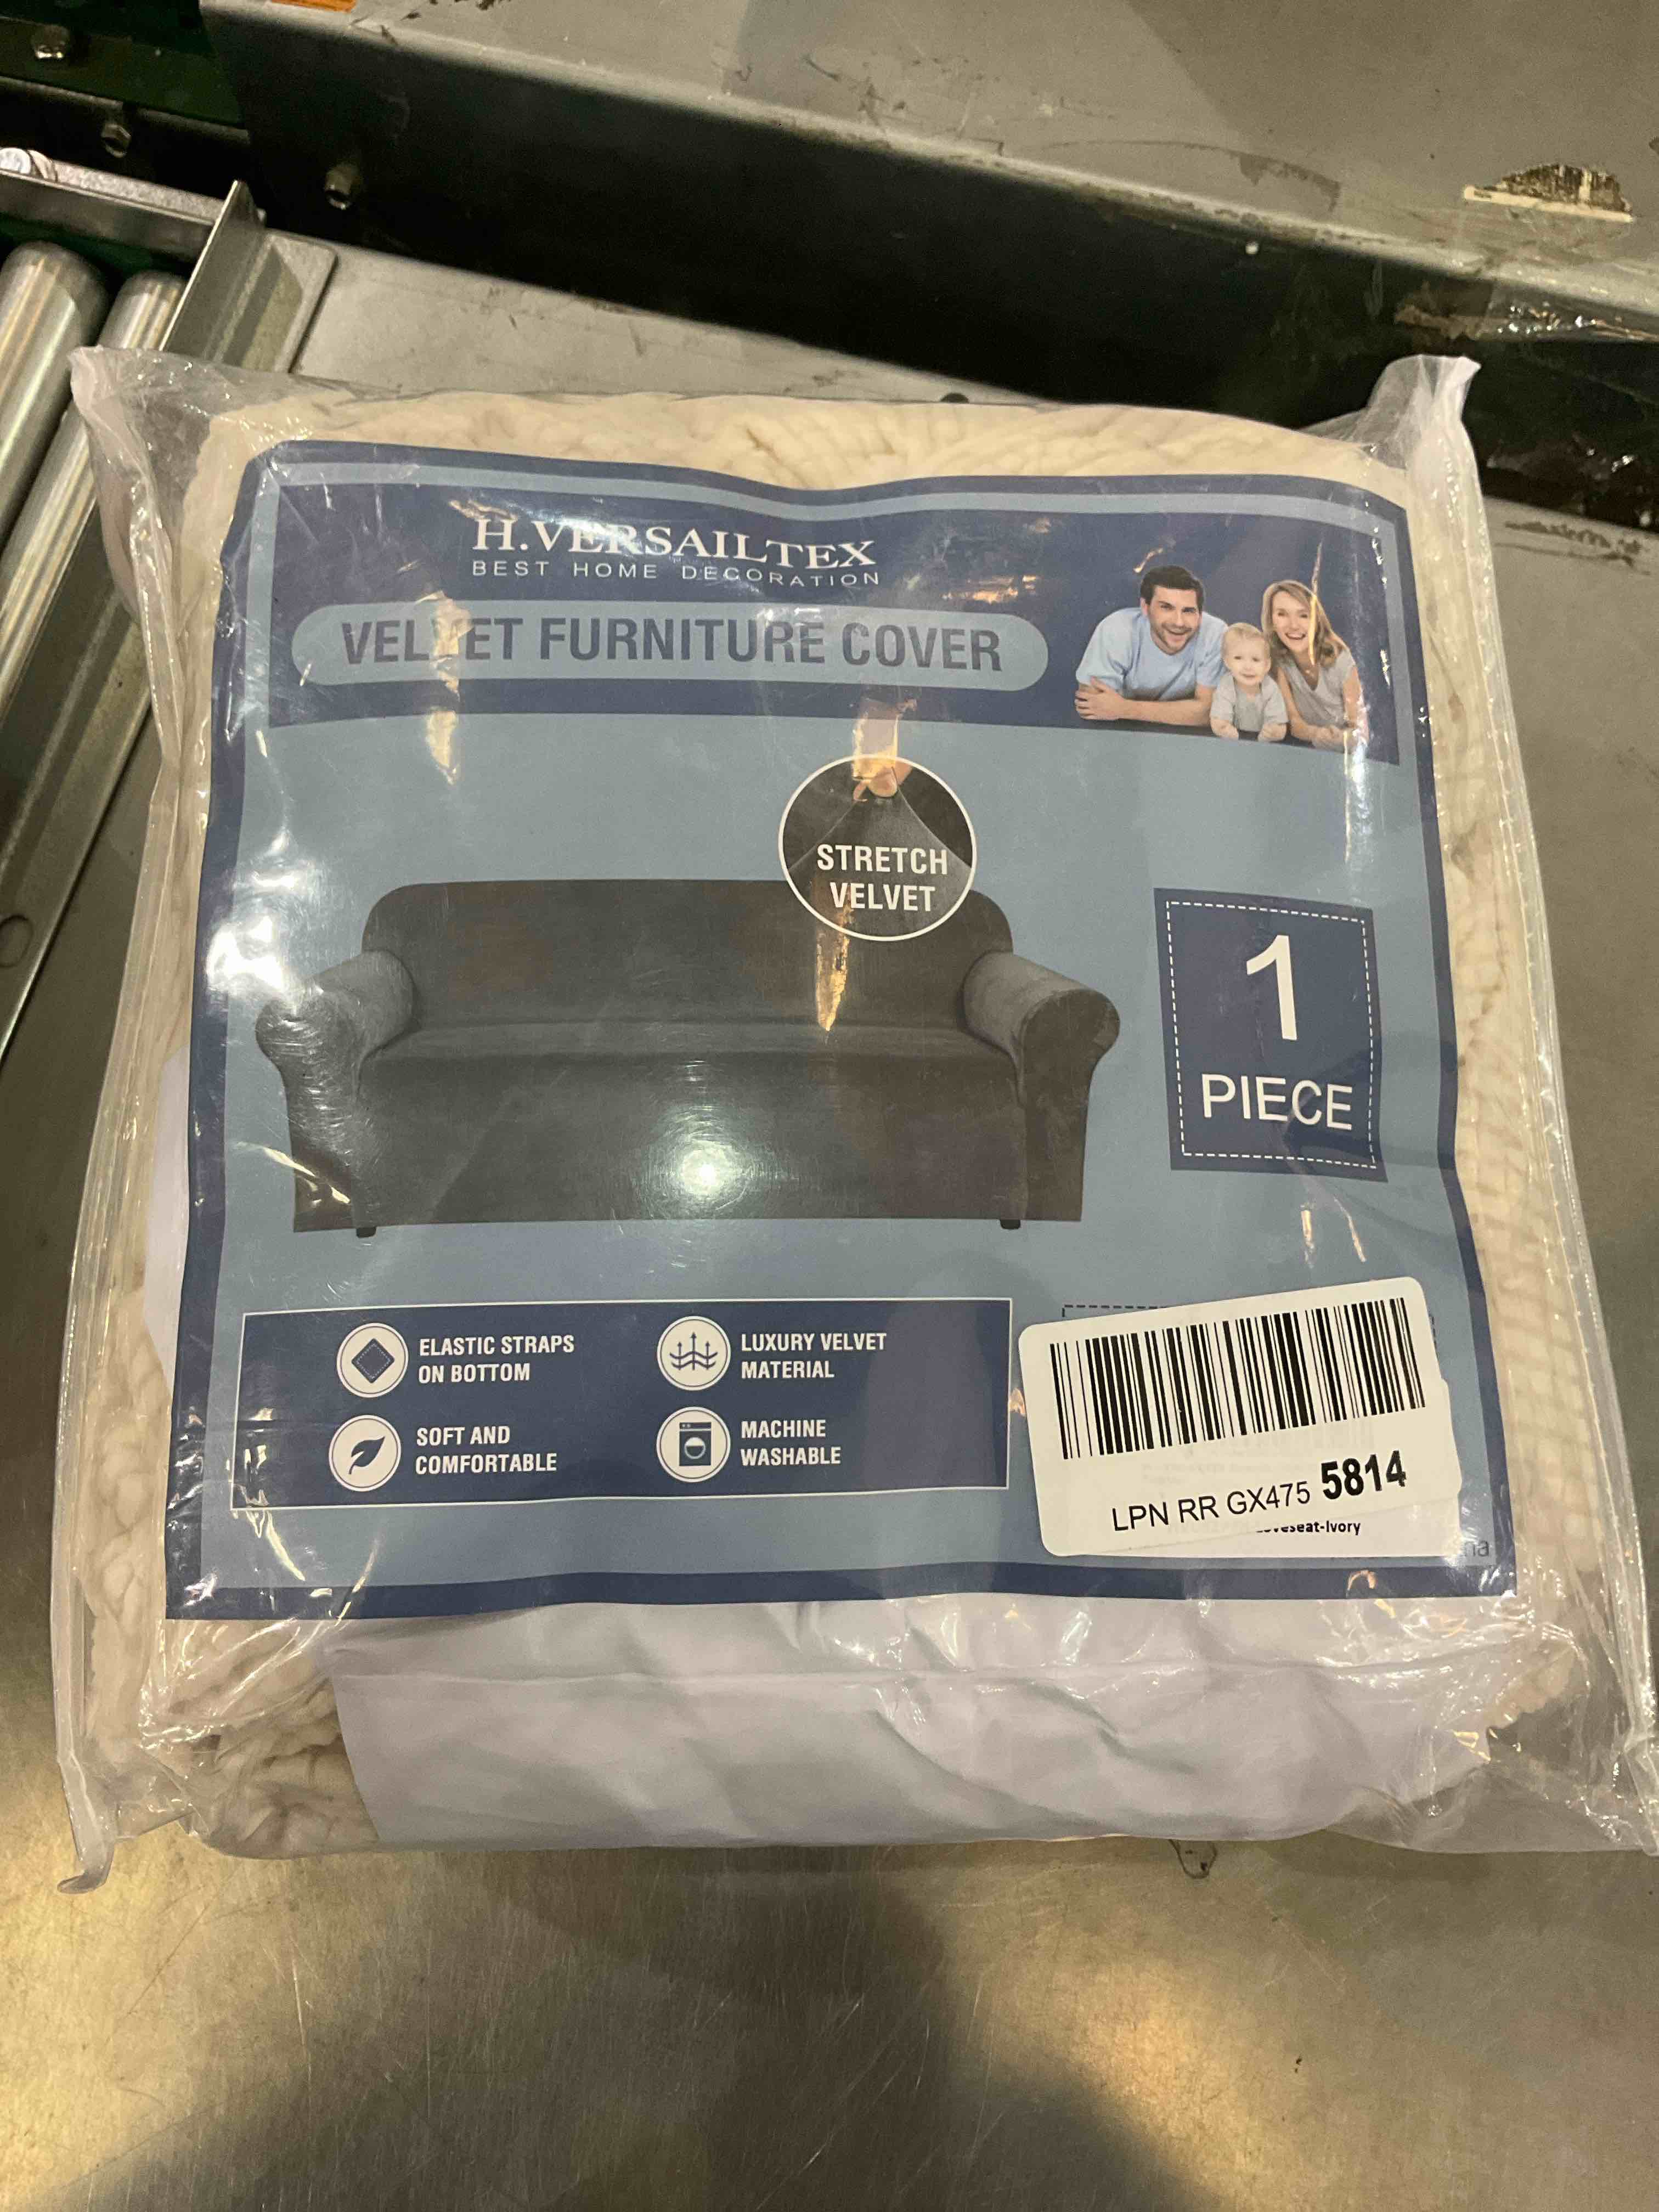 H.VERSAILTEX
BEST HOME DECORATION
VELVET FURNITURE COVER
STRETCH
VELVET
1
PIECE
ELASTIC STRAPS
ON BOTTOM
LUXURY VELVET
MATERIAL
SOFT AND
COMFORTABLE
MACHINE
WASHABLE
LPN RR GX475 5814